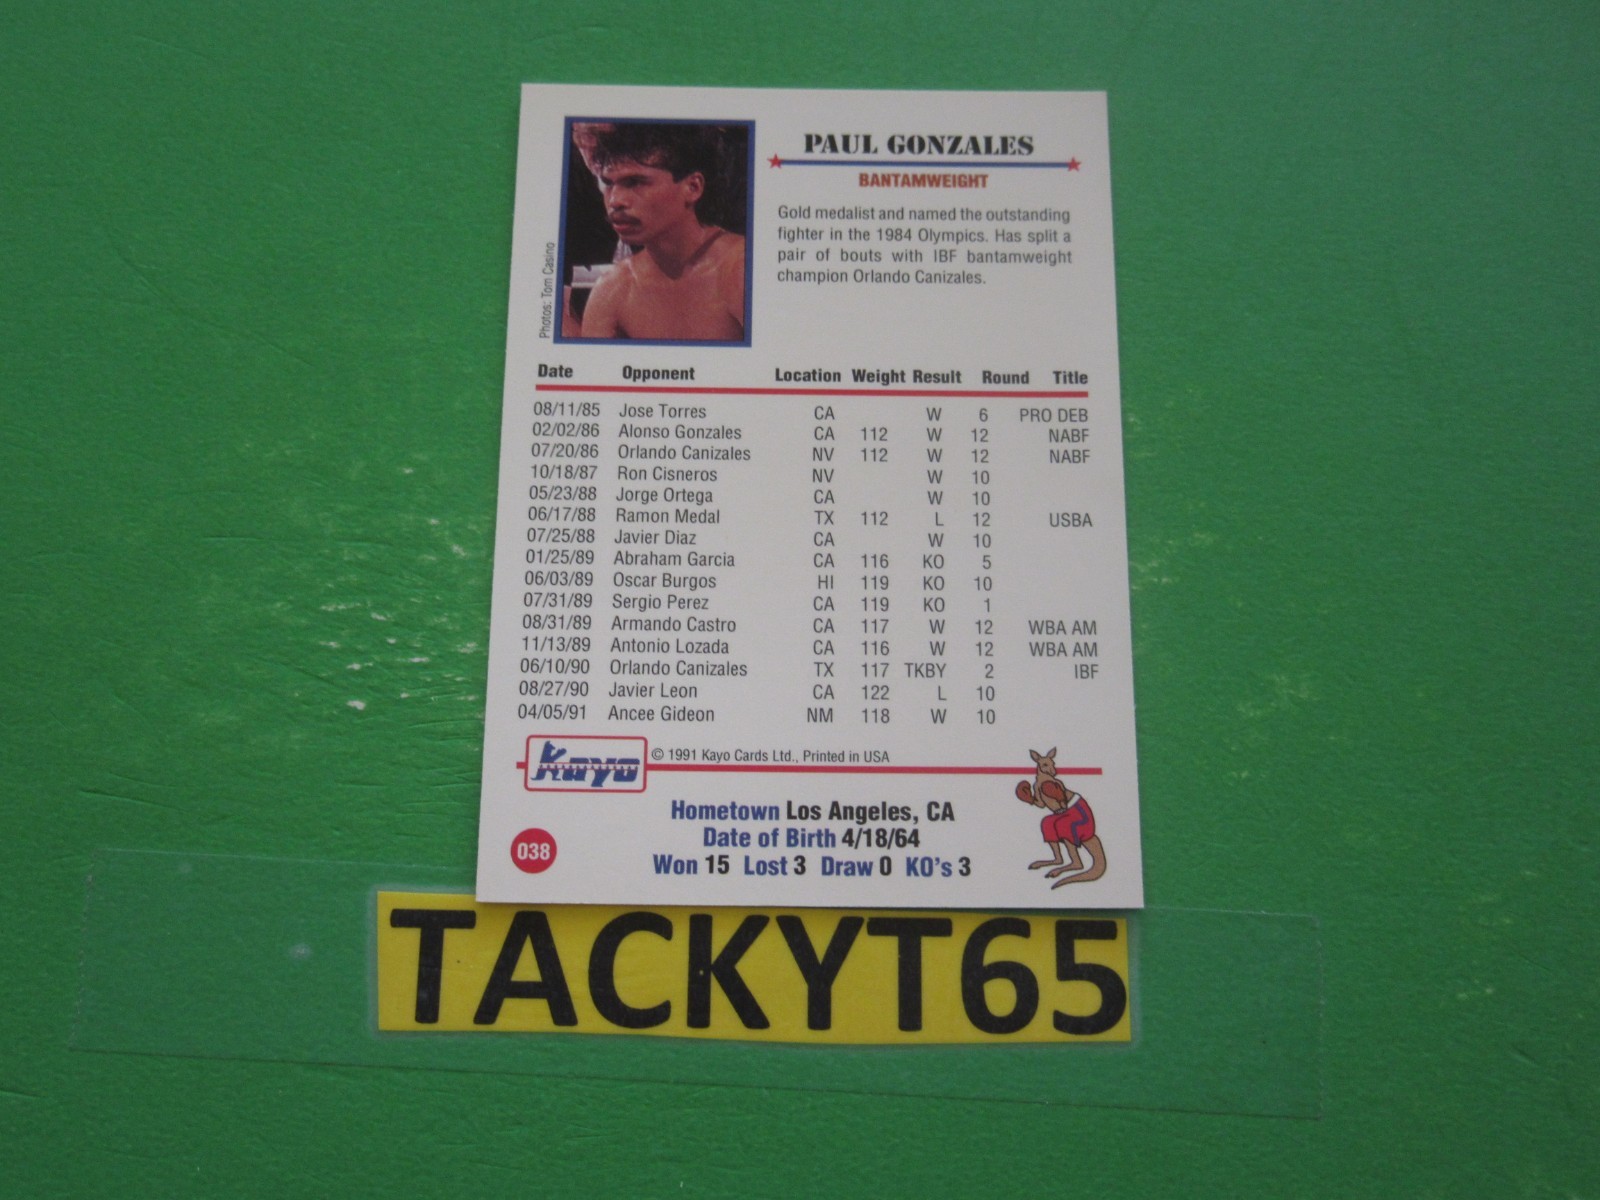 PAUL GONZALES
BANTAMWEIGHT
Gold medalist and named the outstanding
fighter in the 1984 Olympics. Has split a
pair of bouts with IBF bantamweight
champion Orlando Canizales.
Photos: Tom Casino
Date Opponent Location Weight Result Round Title
08/11/85 Jose Torres CA W 6 PRO DEB
02/02/86 Alonso Gonzales CA 112 W 12 NABF
07/20/86 Orlando Canizales NV 112 W 12 NABF
10/18/87 Ron Cisneros NV W 10
05/23/88 Jorge Ortega CA W 10
06/17/88 Ramon Medal TX 112 L 12 USBA
07/25/88 Javier Diaz CA W 10
01/25/89 Abraham Garcia CA 116 KO 5
06/03/89 Oscar Burgos HI 119 KO 10
07/31/89 Sergio Perez CA 119 KO 1
08/31/89 Armando Castro CA 117 W 12 WBA AM
11/13/89 Antonio Lozada CA 116 W 12 WBA AM
06/10/90 Orlando Canizales TX 117 TKBY 2 IBF
08/27/90 Javier Leon CA 122 L 10
04/05/91 Ancee Gideon NM 118 W 10
Kayo © 1991 Kayo Cards Ltd., Printed in USA
Hometown Los Angeles, CA
Date of Birth 4/18/64
038 Won 15 Lost 3 Draw 0 KO's 3
TACKYT65